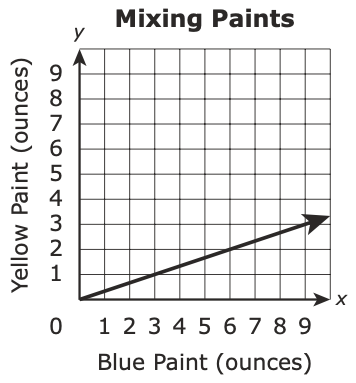 Mixing Paints
y
Yellow Paint (ounces)
9
8
7
6
5
4
3
2
1
x
0 1 2 3 4 5 6 7 8 9
Blue Paint (ounces)